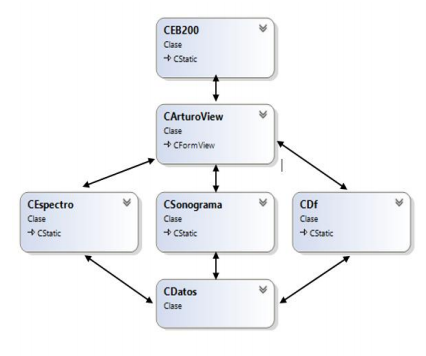 CEB200
Clase
CStatic
CArturoView
Clase
CFormView
CEspectro
Clase
CStatic
CSonograma
Clase
CStatic
CDf
Clase
CStatic
CDatos
Clase